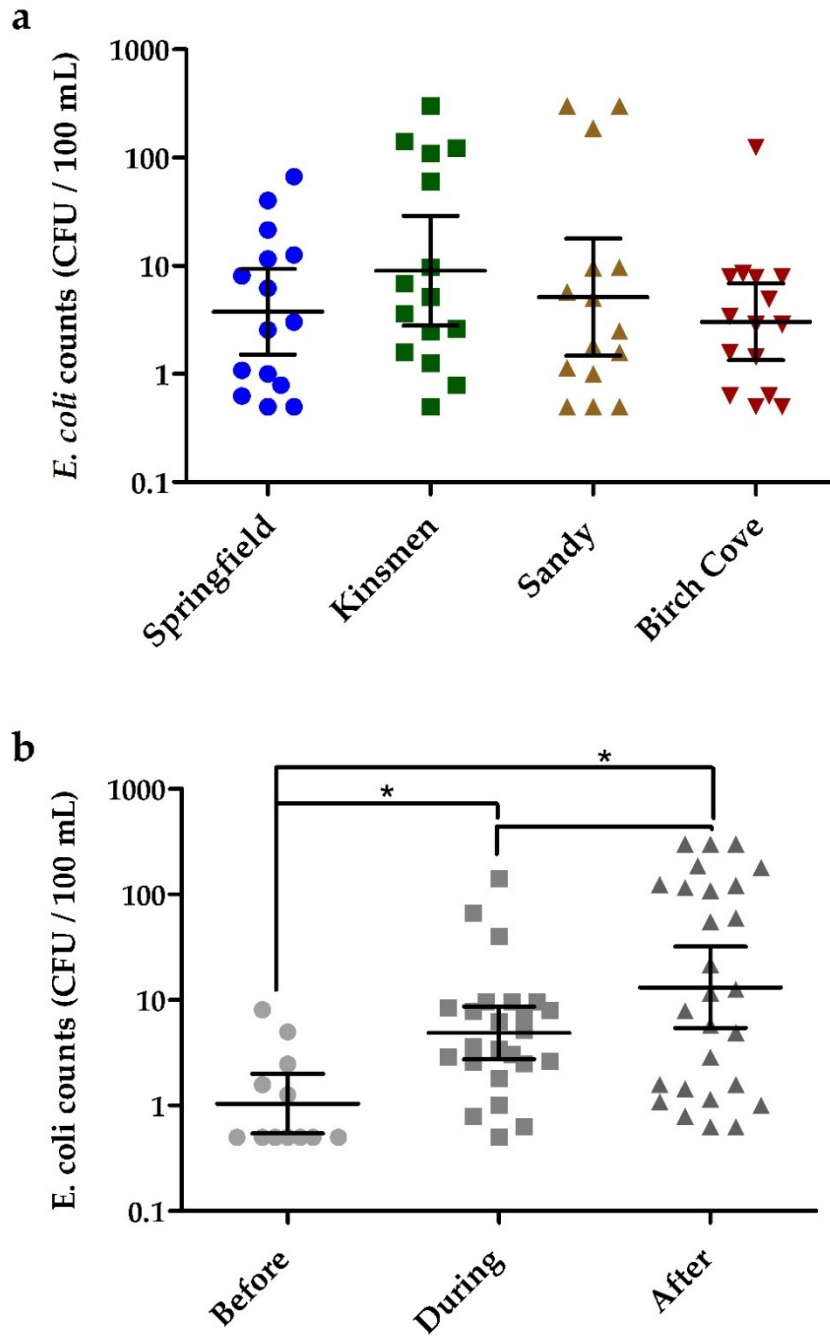 a
E. coli counts (CFU / 100 mL)
1000
100
10
1
0.1
Springfield
Kinsmen
Sandy
Birch Cove
b
E. coli counts (CFU / 100 mL)
1000
100
10
1
0.1
*
*
Before
During
After